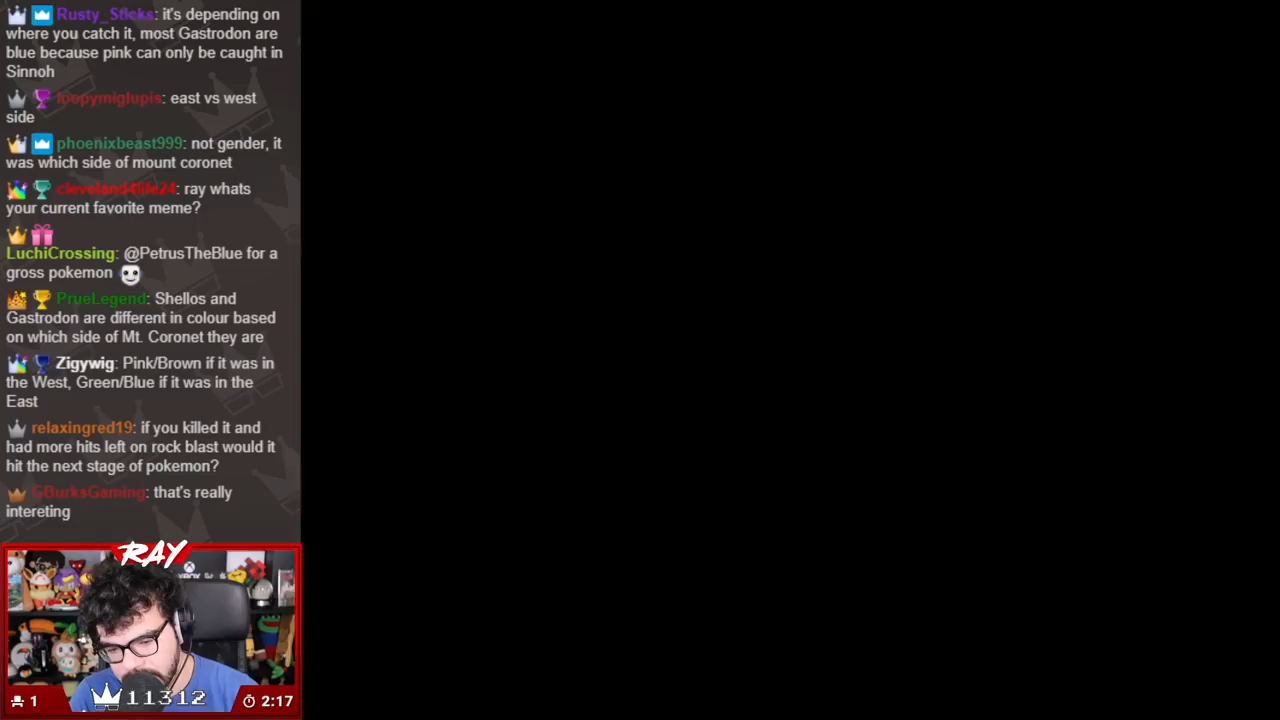 Rusty_Sticks: it's depending on
where you catch it, most Gastrodon are
blue because pink can only be caught in
Sinnoh
loopymiglupis: east vs west
side
phoenixbeast999: not gender, it
was which side of mount coronet
cleveland4life24: ray whats
your current favorite meme?
LuchiCrossing: @PetrusTheBlue for a
gross pokemon
PrueLegend: Shellos and
Gastrodon are different in colour based
on which side of Mt. Coronet they are
Zigywig: Pink/Brown if it was in
the West, Green/Blue if it was in the
East
relaxingred19: if you killed it and
had more hits left on rock blast would it
hit the next stage of pokemon?
GBurksGaming: that's really
intereting
RAY
XBOX
1
11312
2:17